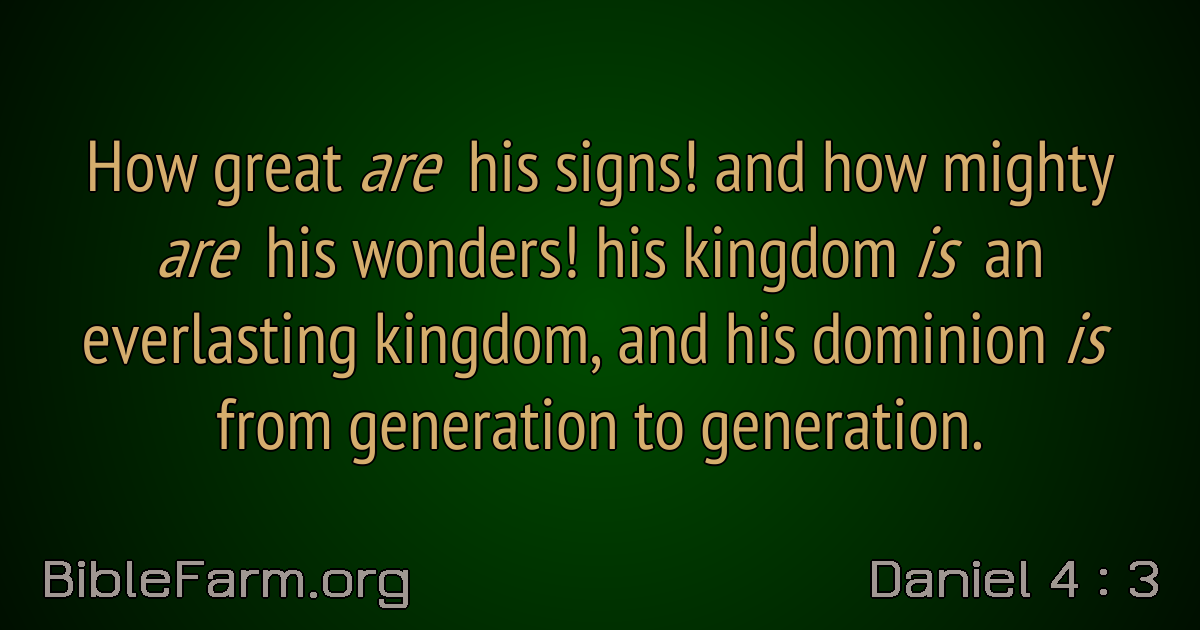 How great are his signs! and how mighty
are his wonders! his kingdom is an
everlasting kingdom, and his dominion is
from generation to generation.
BibleFarm.org
Daniel 4 : 3